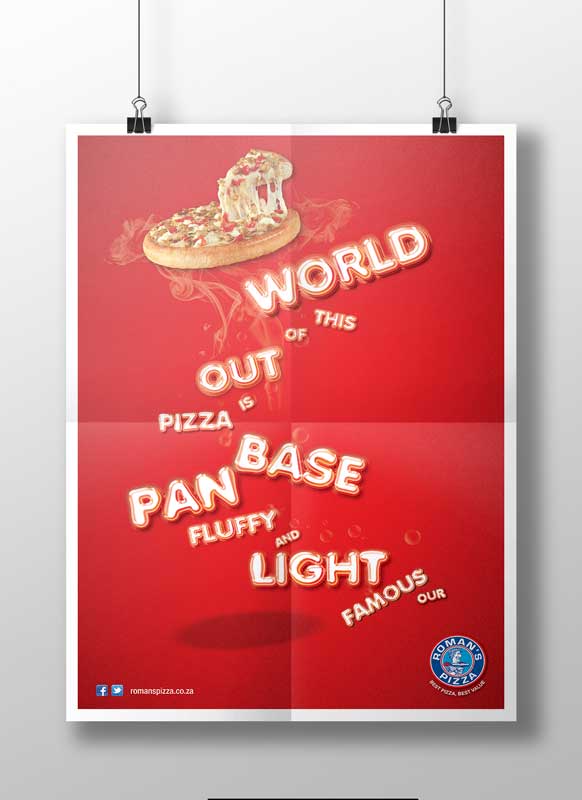 OUR
FAMOUS
LIGHT
AND
FLUFFY
PAN BASE
PIZZA IS
OUT
OF THIS
WORLD
ROMAN'S
PIZZA
BEST PIZZA, BEST VALUE
romanspizza.co.za